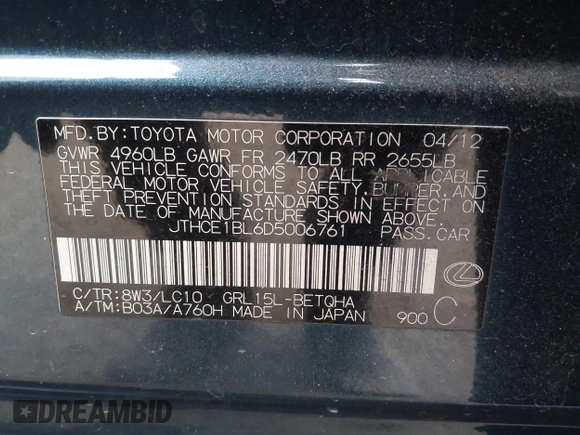 MFD.BY:TOYOTA MOTOR CORPORATION 04/12
GVWR 4960LB GAWR FR 2470LB RR 2655LB
THIS VEHICLE CONFORMS TO ALL APPLICABLE
FEDERAL MOTOR VEHICLE SAFETY, BUMPER, AND
THEFT PREVENTION STANDARDS IN EFFECT ON
THE DATE OF MANUFACTURE SHOWN ABOVE.
JTHCE1BL6D5006761 PASS.CAR
C/TR:8W3/LC10 GRL15L-BETQHA
A/TM:B03A/A760H MADE IN JAPAN 900 C
DREAMBID